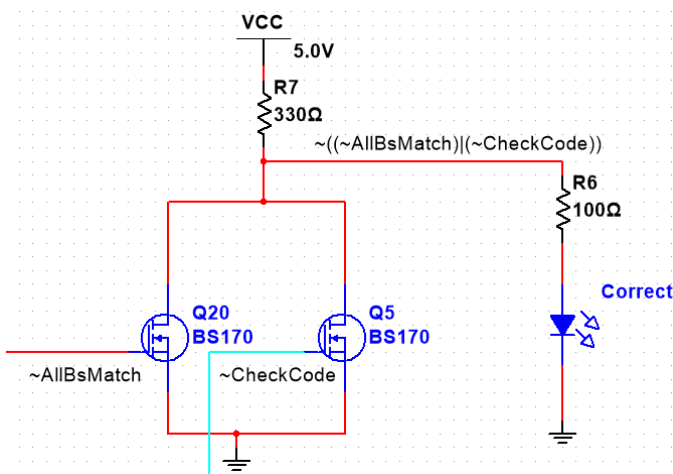 VCC
5.0V
R7
330Ω
~((~AllBsMatch)|(~CheckCode))
R6
100Ω
Correct
Q20
BS170
Q5
BS170
~AllBsMatch
~CheckCode